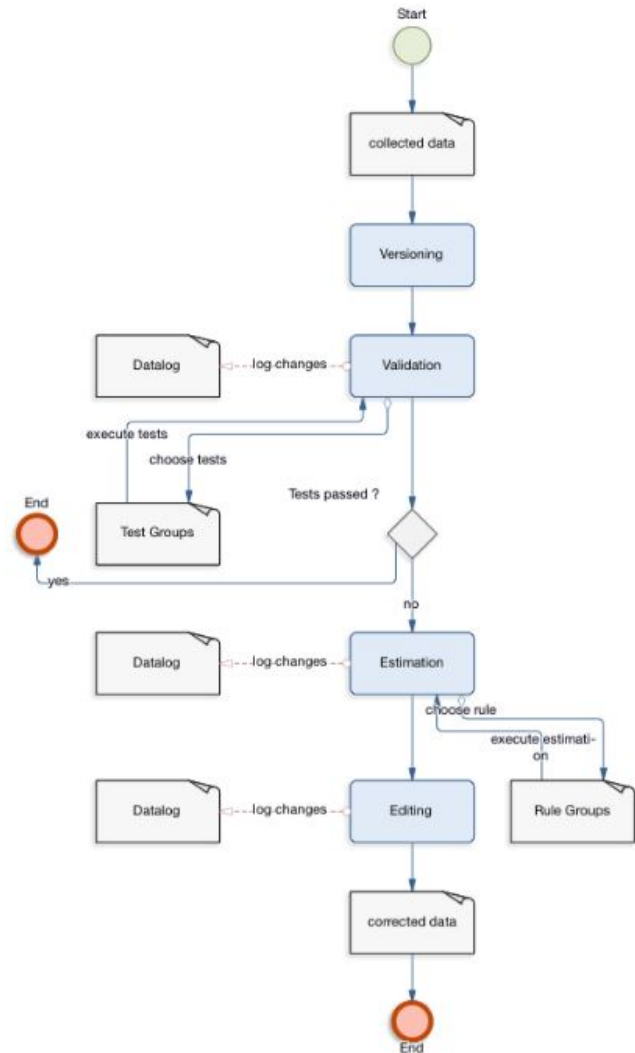 Start
collected data
Versioning
Datalog
log changes
Validation
execute tests
choose tests
Tests passed ?
End
Test Groups
yes
no
Datalog
log changes
Estimation
choose rule
execute estimati-
on
Datalog
log changes
Editing
Rule Groups
corrected data
End